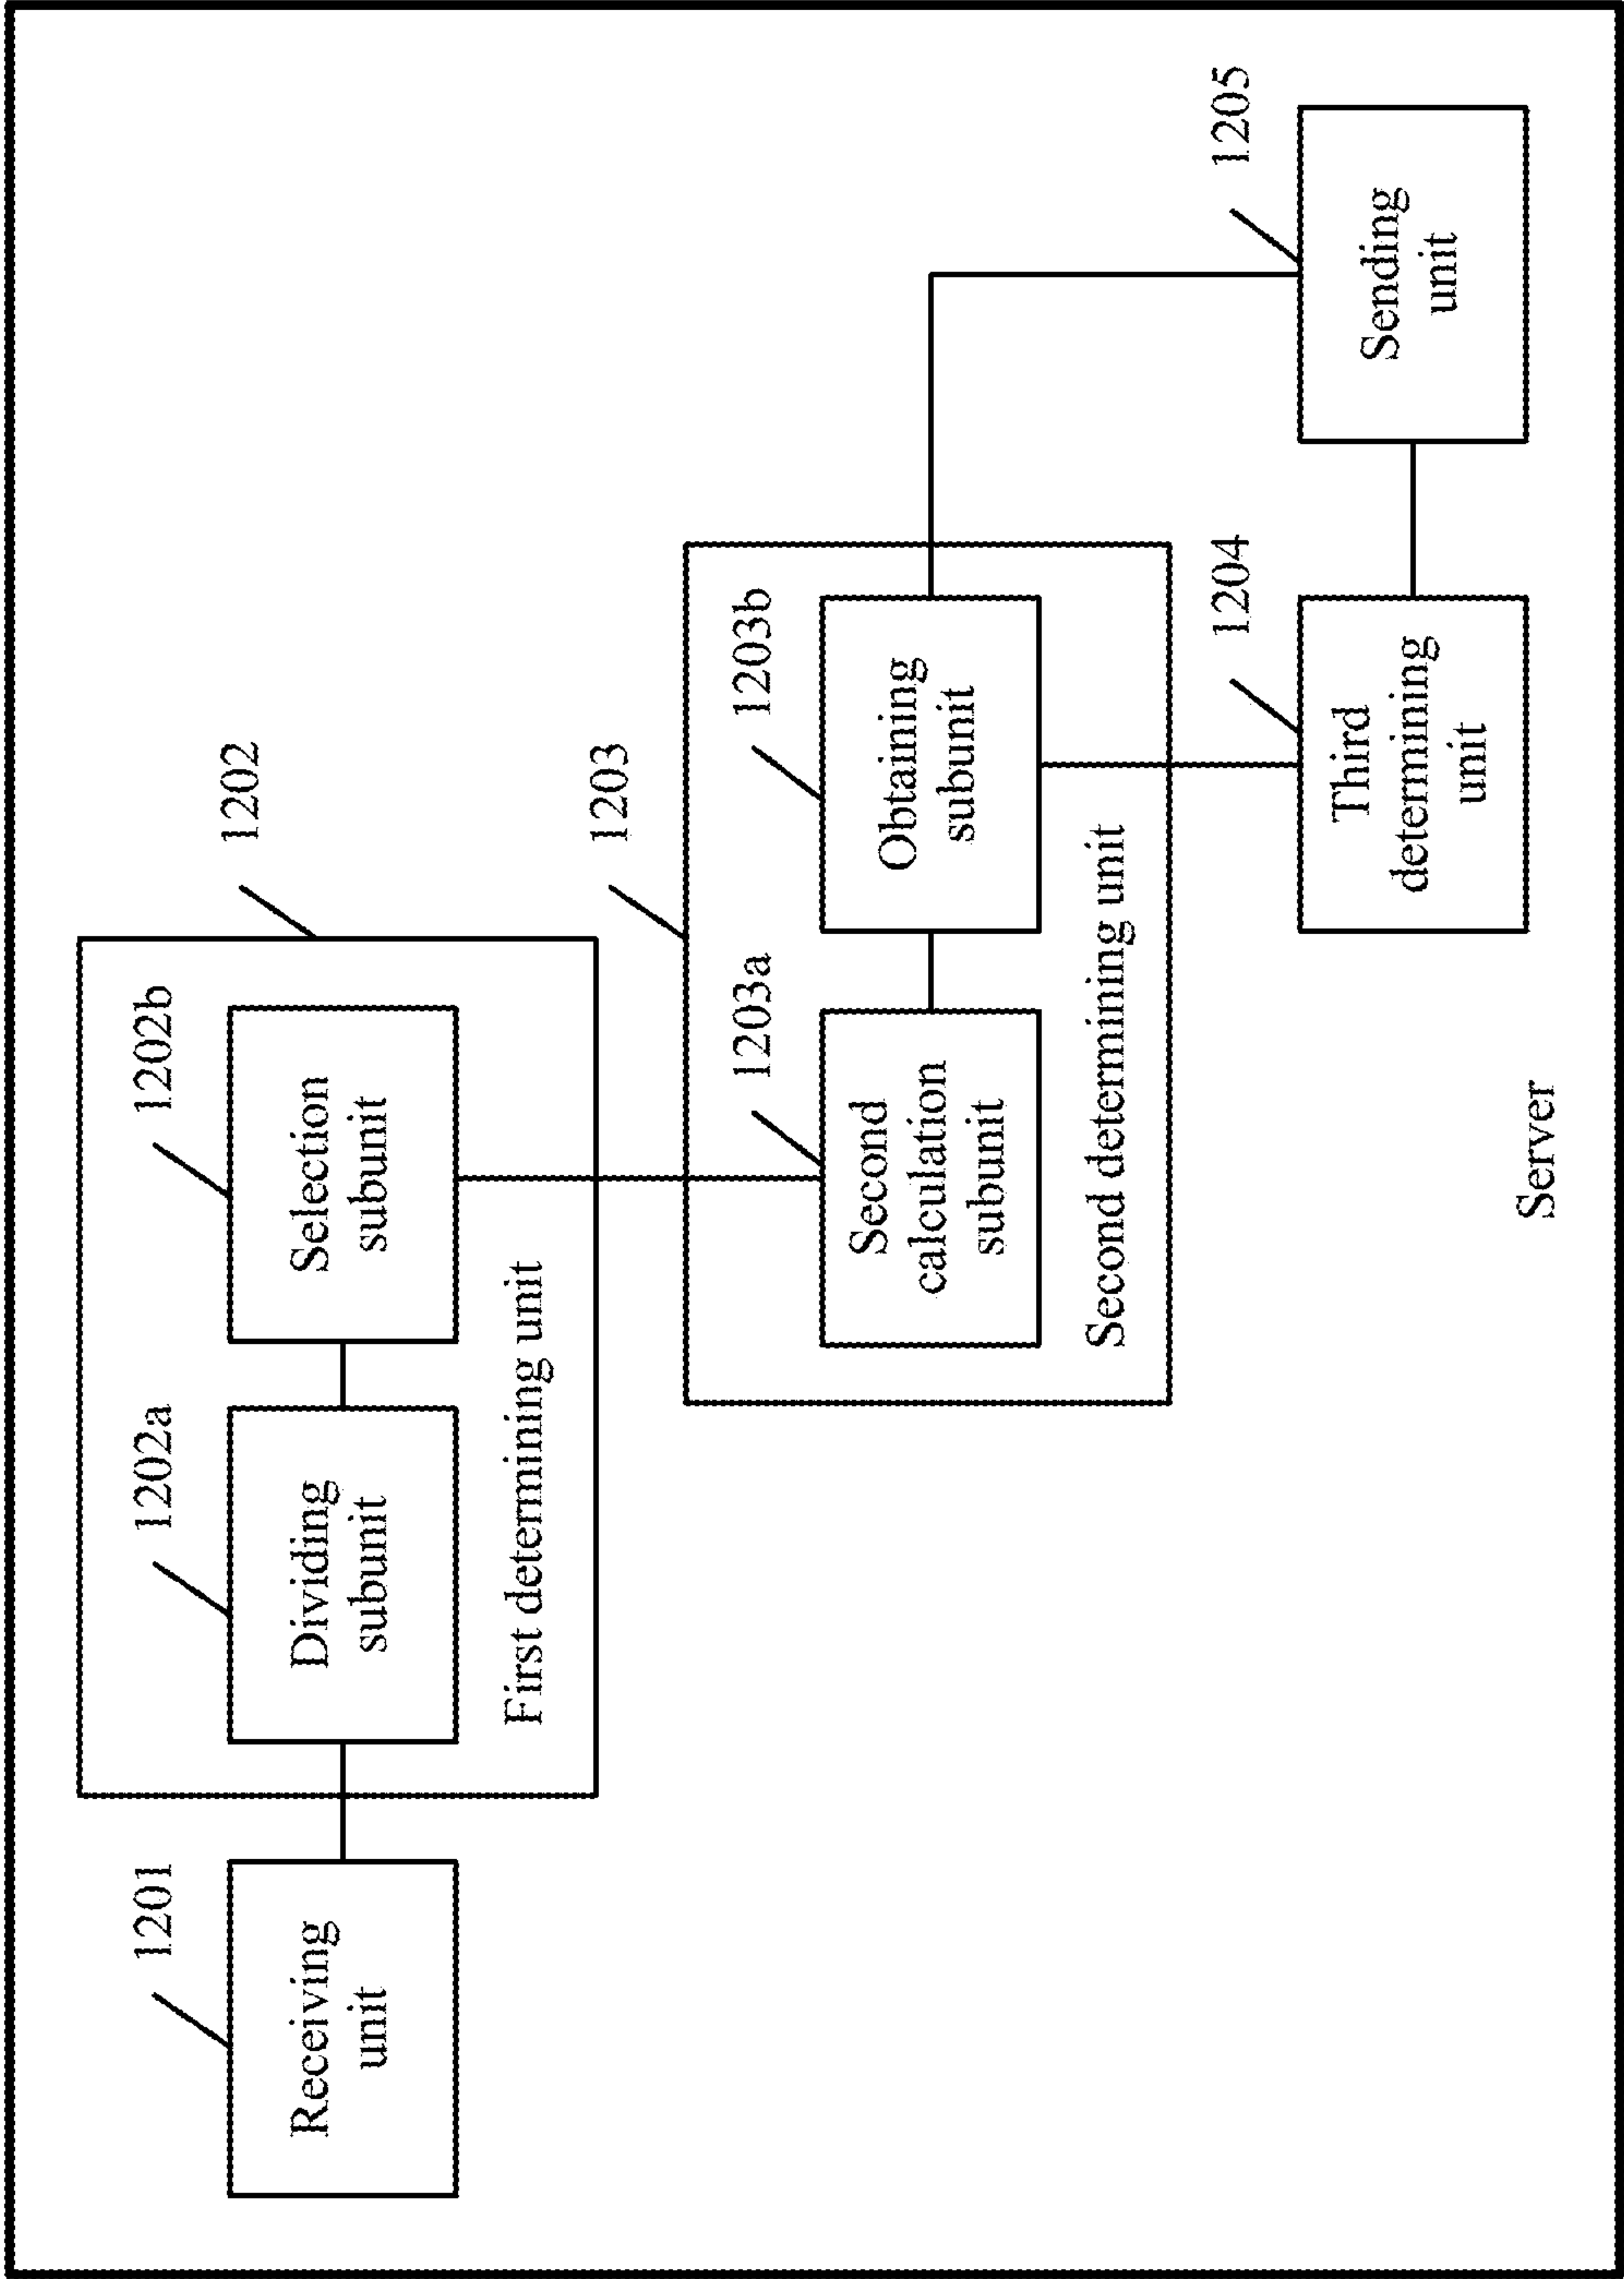 1201
Receiving
unit
1202
1202a
Dividing
subunit
1202b
Selection
subunit
First determining unit
1203
1203a
Second
calculation
subunit
1203b
Obtaining
subunit
Second determining unit
1204
Third
determining
unit
1205
Sending
unit
Server